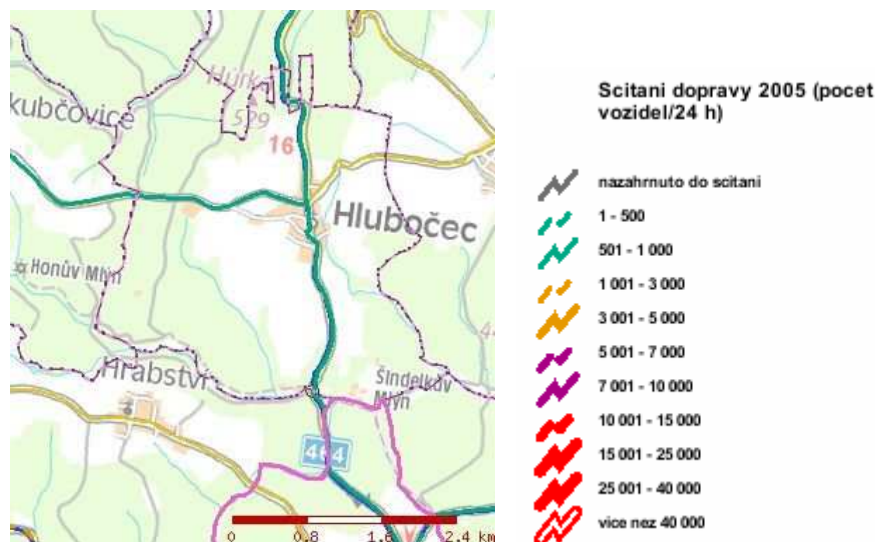 Hůrk
kubčovice
529
16
Hlubočec
Honův Mlýn
Hrabství
Šindelkův
Mlýn
464
0 0.8 1.6 2.4 km
Scitani dopravy 2005 (pocet
vozidel/24 h)
nazahrnuto do scitani
1 - 500
501 - 1 000
1 001 - 3 000
3 001 - 5 000
5 001 - 7 000
7 001 - 10 000
10 001 - 15 000
15 001 - 25 000
25 001 - 40 000
vice nez 40 000